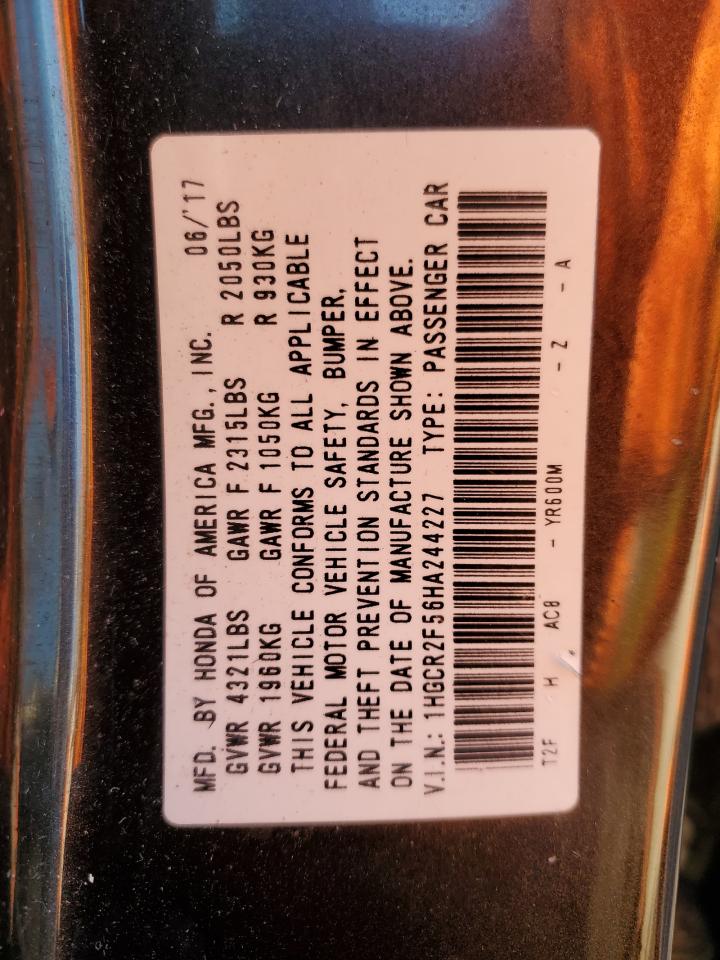 MFD. BY HONDA OF AMERICA MFG., INC. 06/'17
GVWR 4321LBS GAWR F 2315LBS R 2050LBS
GVWR 1960KG GAWR F 1050KG R 930KG
THIS VEHICLE CONFORMS TO ALL APPLICABLE
FEDERAL MOTOR VEHICLE SAFETY, BUMPER,
AND THEFT PREVENTION STANDARDS IN EFFECT
ON THE DATE OF MANUFACTURE SHOWN ABOVE.
V.I.N.: 1HGCR2F56HA244227 TYPE: PASSENGER CAR
T2F H AC8 - YR600M - Z - A